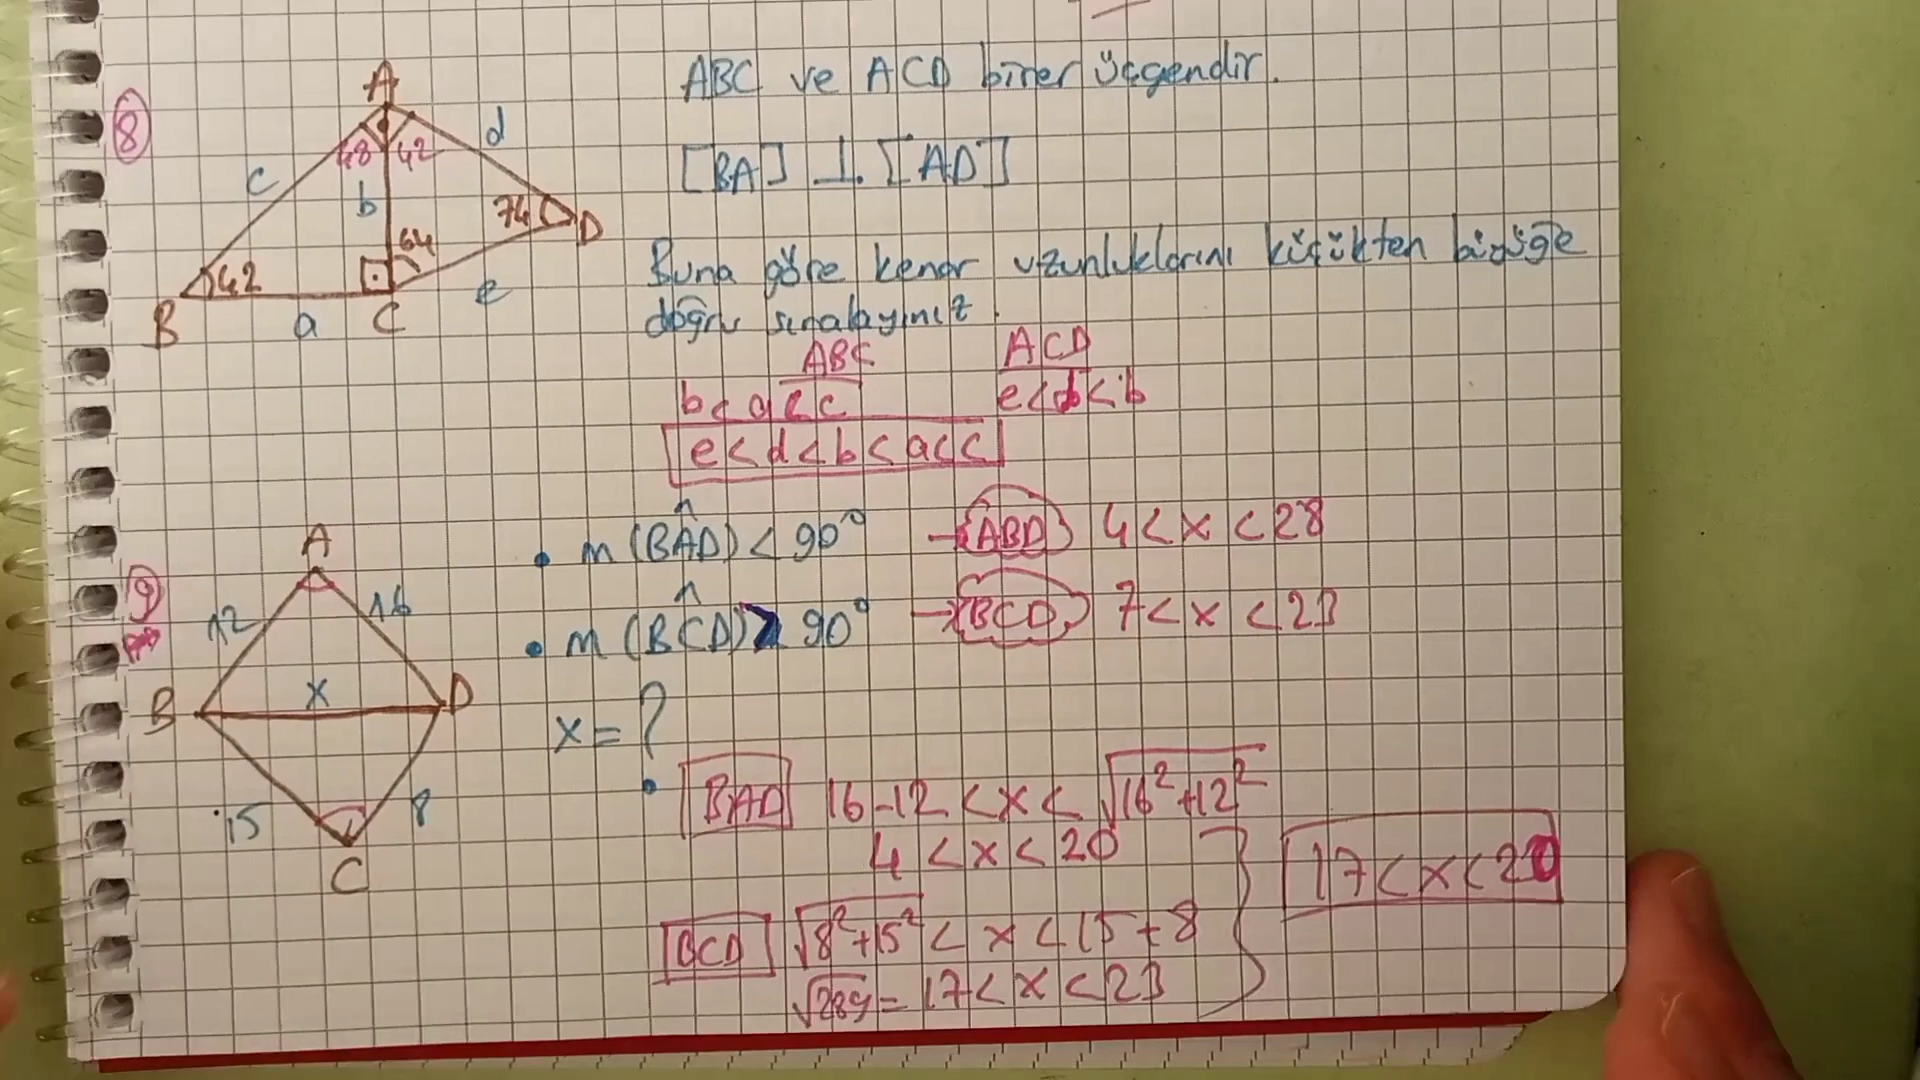 8
A
48 42
c
d
b
74
D
42
64
B
a
C
e
ABC ve ACD birer üçgendir.
[BA] ⊥ [AD]
Buna göre kenar uzunluklarını küçükten büyüğe
doğru sıralayınız.
ABC
b<a<c
ACD
e<d<b
e<d<b<a<c
9
A
12
16
B
x
D
15
8
C
• m(BÂD) < 90° → (ABD) 4<x<28
• m(BĈD) > 90° → (BCD) 7<x<23
x = ?
BAD 16-12 < x < √16²+12²
4 < x < 20
BCD √8²+15² < x < 15+8
√289 = 17 < x < 23
17<x<20